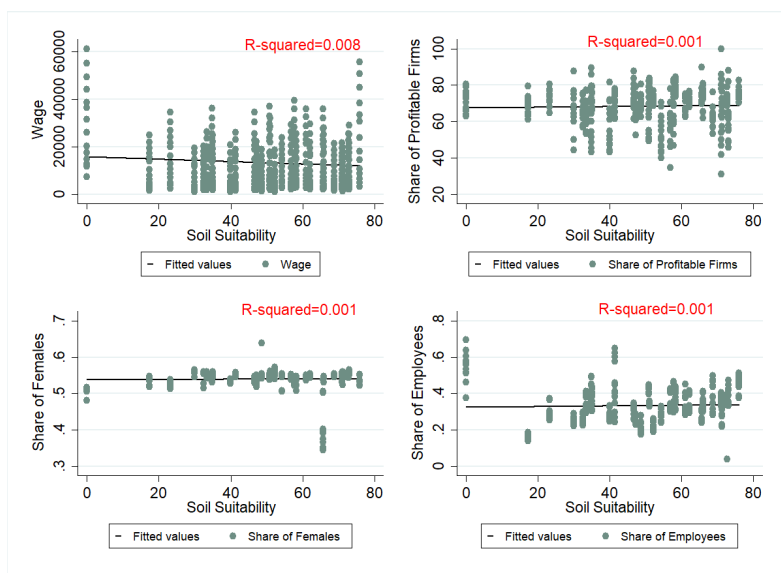 R-squared=0.008
Wage
0 20000 40000 60000
0 20 40 60 80
Soil Suitability
Fitted values Wage
R-squared=0.001
Share of Profitable Firms
20 40 60 80 100
0 20 40 60 80
Soil Suitability
Fitted values Share of Profitable Firms
R-squared=0.001
Share of Females
.3 .4 .5 .6 .7
0 20 40 60 80
Soil Suitability
Fitted values Share of Females
R-squared=0.001
Share of Employees
0 .2 .4 .6 .8
0 20 40 60 80
Soil Suitability
Fitted values Share of Employees